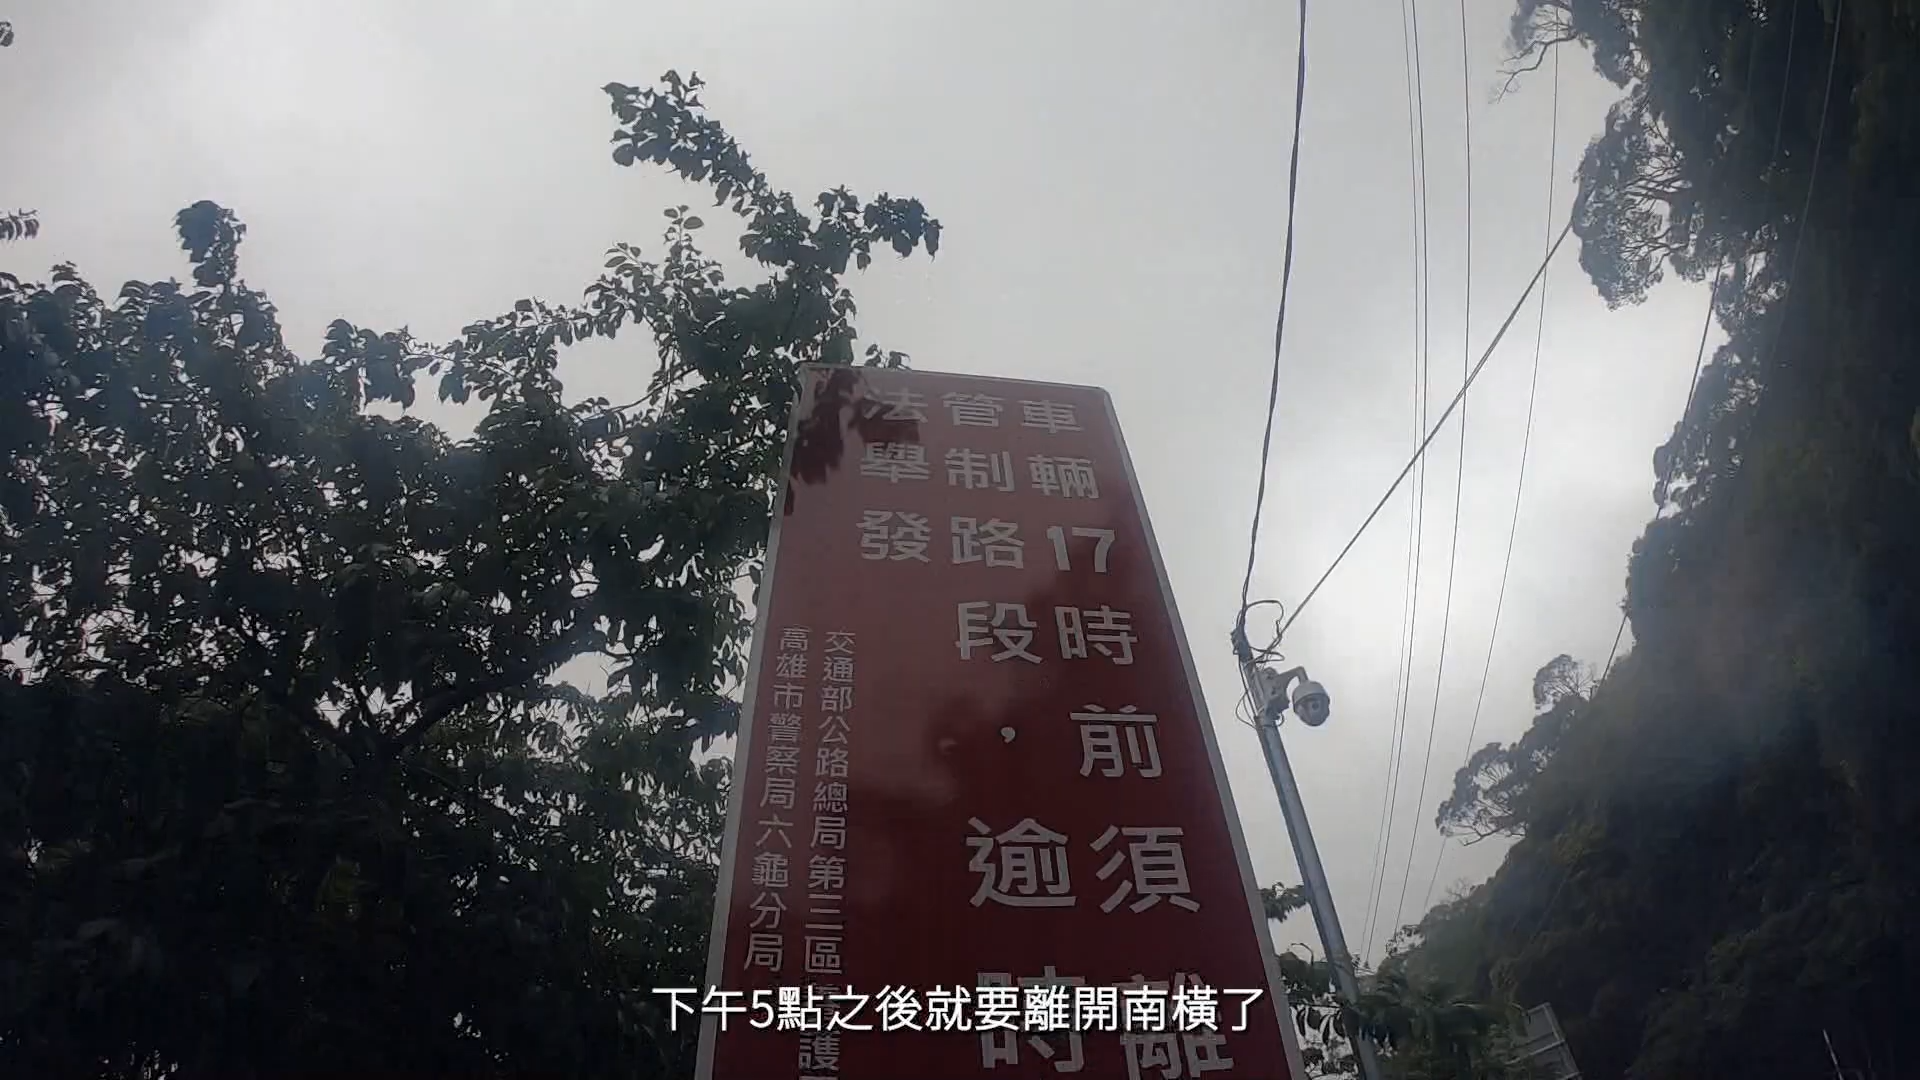 車輛17時前須離
管制路段，逾時
法舉發
交通部公路總局第三區
高雄市警察局六龜分局
下午5點之後就要離開南橫了